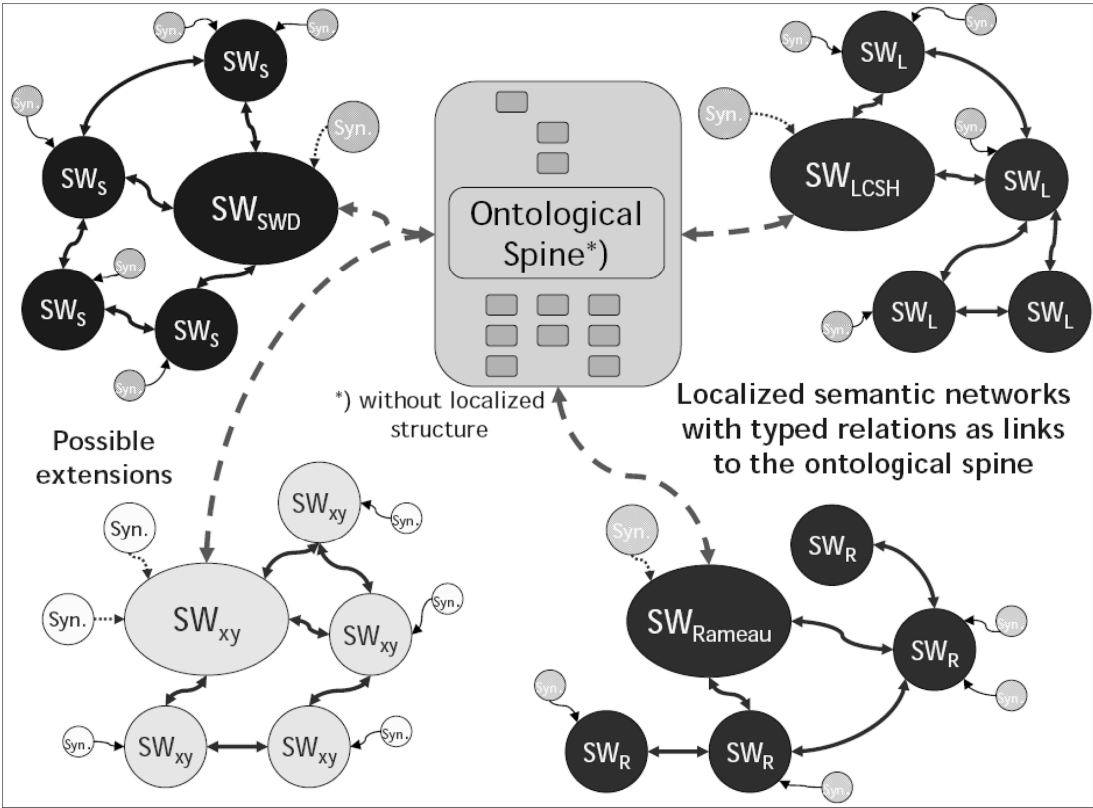 Syn.
Syn.
SW_S
Syn.
Syn.
SW_S
SW_SWD
Syn.
SW_S
SW_S
Syn.
Ontological
Spine*)
*) without localized
structure
Syn.
Syn.
SW_L
Syn.
Syn.
SW_LCSH
SW_L
SW_L
SW_L
Syn.
Localized semantic networks
with typed relations as links
to the ontological spine
Possible
extensions
SW_xy
Syn.
Syn.
Syn.
SW_xy
Syn.
SW_xy
Syn.
SW_xy
SW_xy
Syn.
Syn.
SW_R
SW_Rameau
Syn.
SW_R
Syn.
Syn.
SW_R
SW_R
Syn.